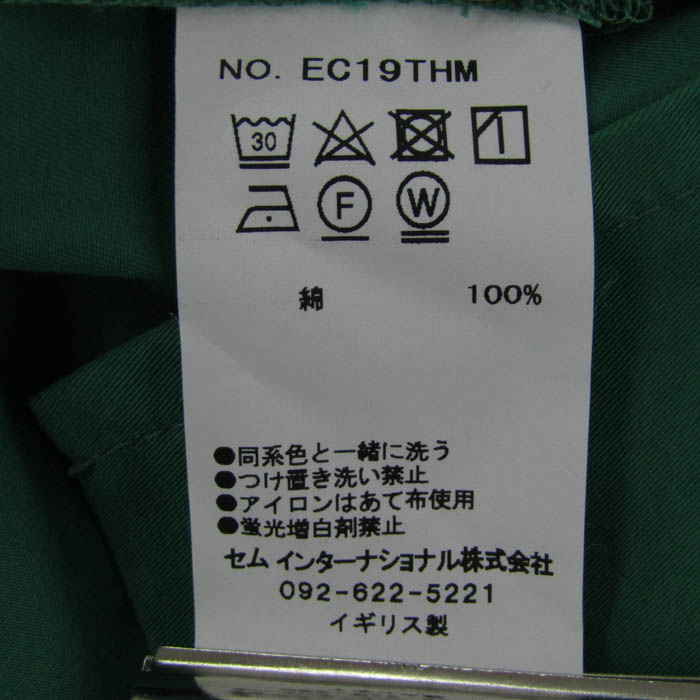 NO. EC19THM
30
F W
綿 100%
●同系色と一緒に洗う
●つけ置き洗い禁止
●アイロンはあて布使用
●蛍光増白剤禁止
セム インターナショナル株式会社
092-622-5221
イギリス製